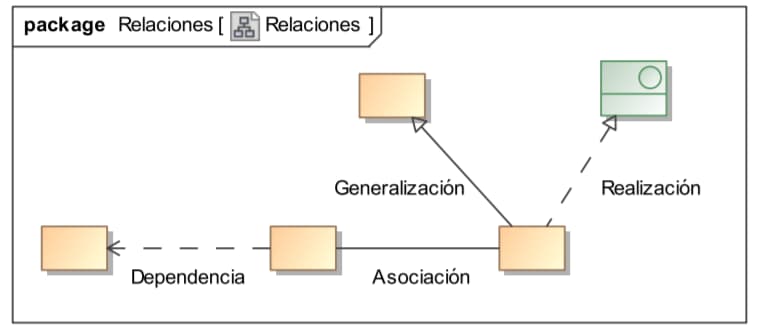 package Relaciones [ Relaciones ]
Generalización
Realización
Dependencia
Asociación